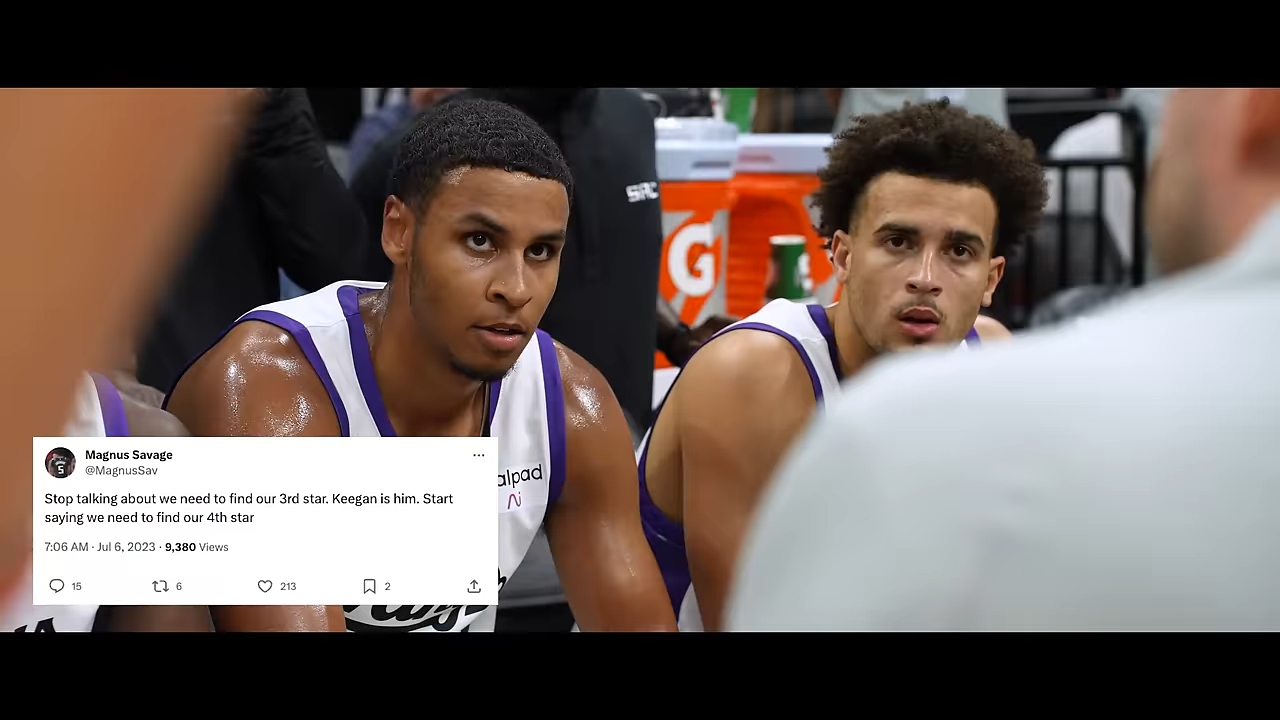 SAC
G
Magnus Savage
@MagnusSav
Stop talking about we need to find our 3rd star. Keegan is him. Start
saying we need to find our 4th star
7:06 AM · Jul 6, 2023 · 9,380 Views
15
6
213
2
alpad